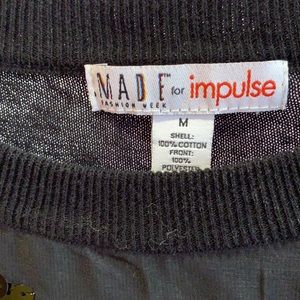 MADE for impulse
FASHION WEEK
M
SHELL:
100% COTTON
FRONT:
100%
POLYESTER